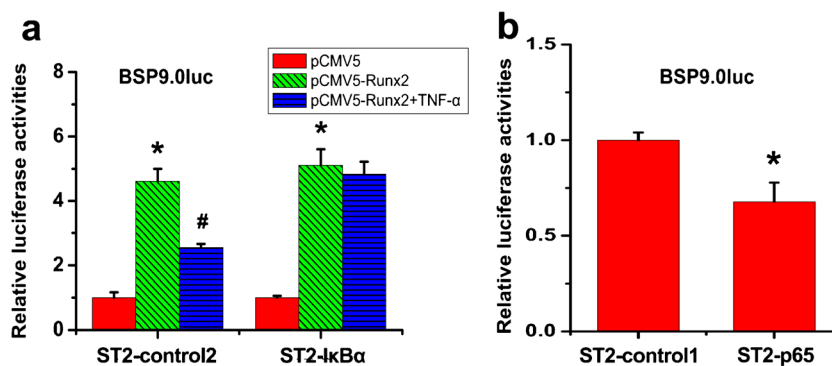 a
BSP9.0luc
pCMV5
pCMV5-Runx2
pCMV5-Runx2+TNF-α
Relative luciferase activities
8
6
4
2
0
*
#
*
ST2-control2
ST2-IκBα
b
BSP9.0luc
Relative luciferase activities
1.5
1.0
0.5
0.0
*
ST2-control1
ST2-p65